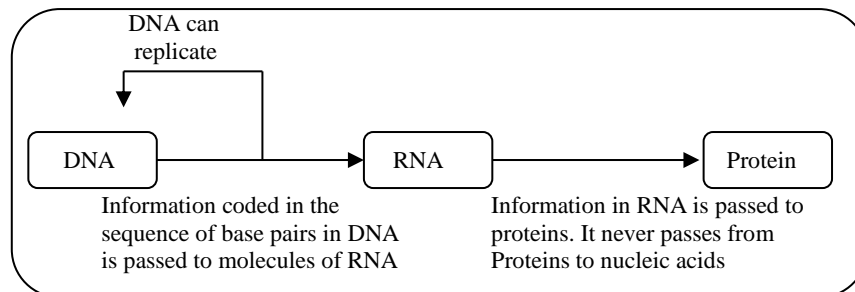 DNA can
replicate
DNA
RNA
Protein
Information coded in the
sequence of base pairs in DNA
is passed to molecules of RNA
Information in RNA is passed to
proteins. It never passes from
Proteins to nucleic acids